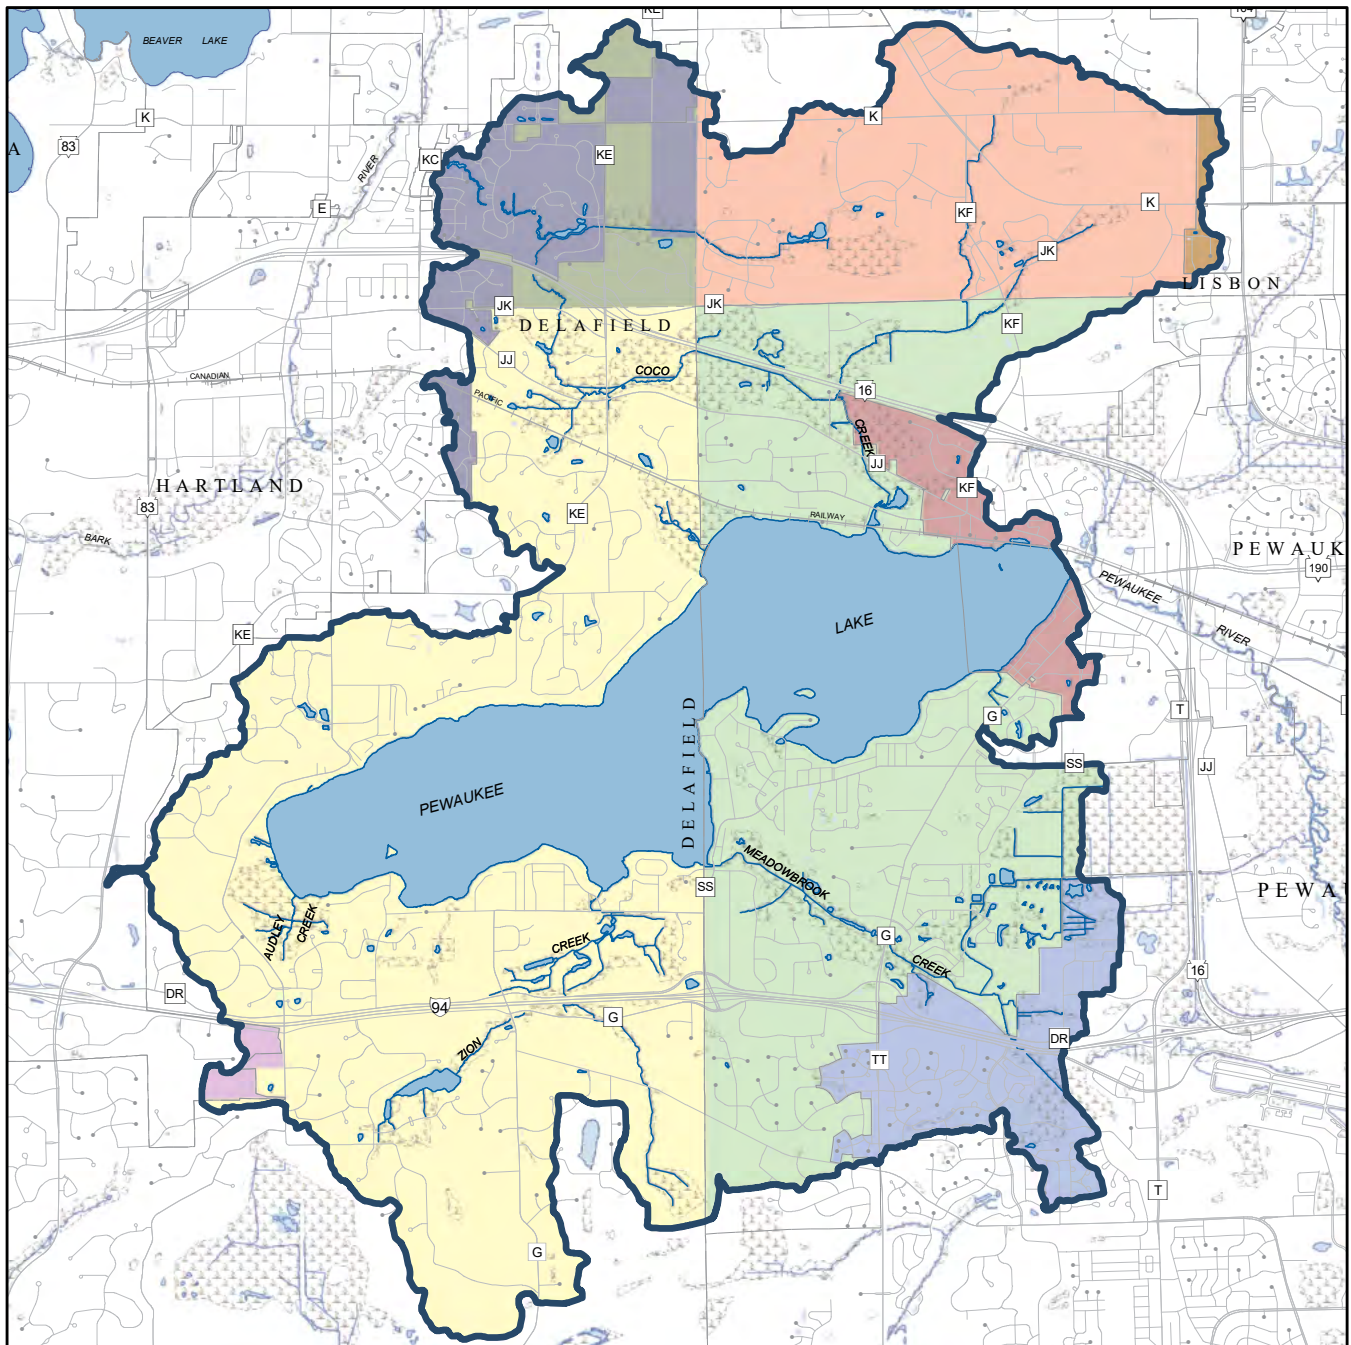 KE
164
BEAVER LAKE
K
K
83
A
KC
KE
RIVER
E
KF
K
JK
LISBON
JK
JK
DELAFIELD
KF
JJ
COCO
CANADIAN
PACIFIC
16
CREEK
JJ
HARTLAND
KF
83
KE
RAILWAY
BARK
PEWAUK
190
PEWAUKEE
RIVER
LAKE
KE
DELAFIELD
G
T
SS
JJ
PEWAUKEE
MEADOWBROOK
SS
PEWAU
AUDLEY
CREEK
CREEK
G
CREEK
16
DR
94
G
ZION
DR
TT
T
G